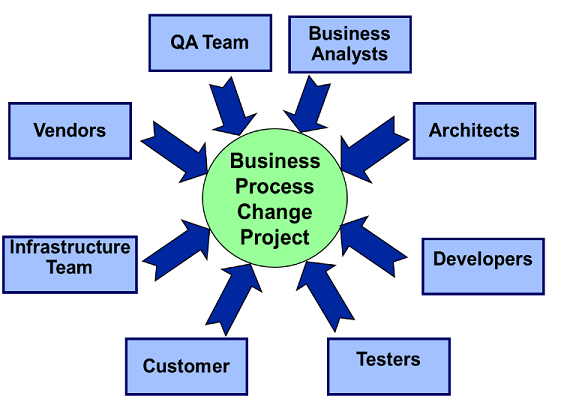 QA Team
Business
Analysts
Vendors
Architects
Business
Process
Change
Project
Infrastructure
Team
Developers
Customer
Testers